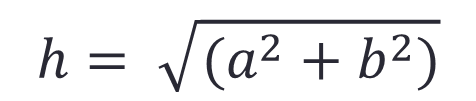 h = √(a² + b²)